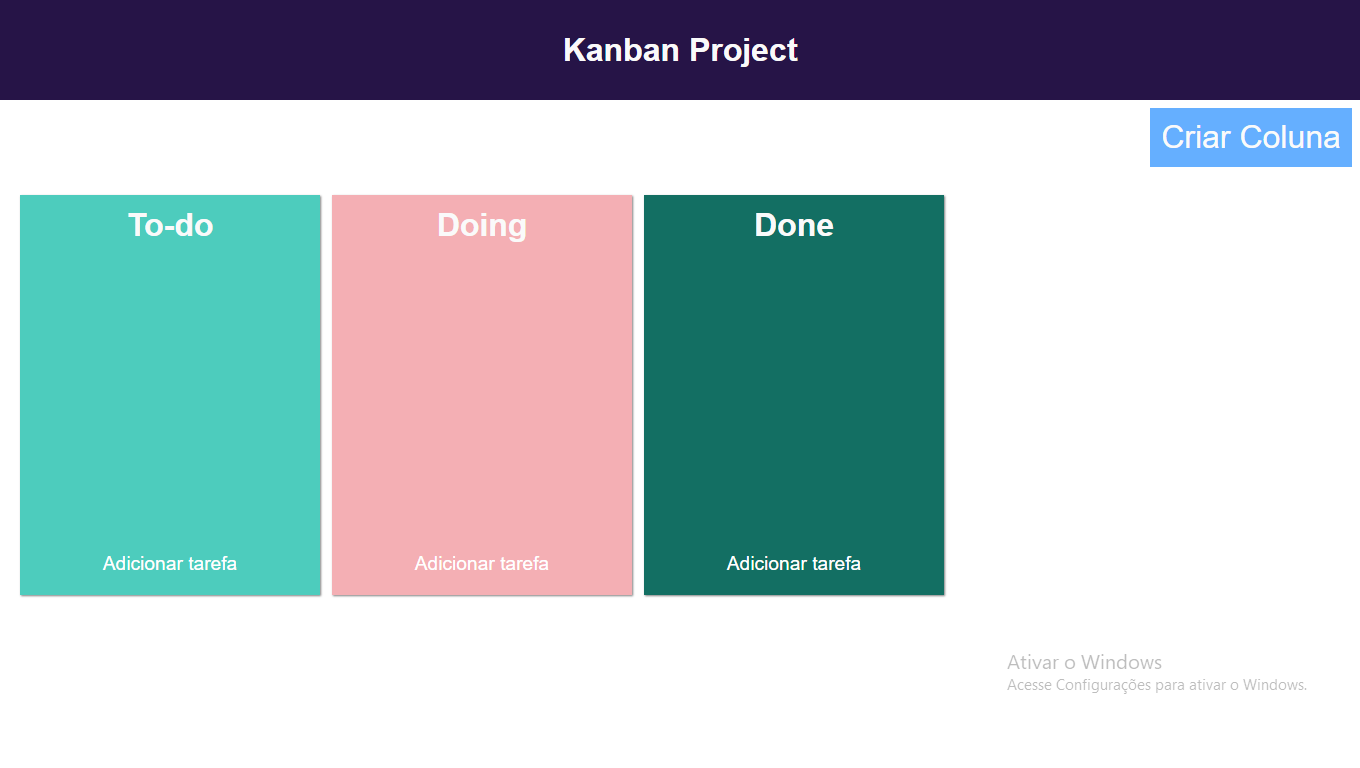 Kanban Project
Criar Coluna
To-do
Doing
Done
Adicionar tarefa
Adicionar tarefa
Adicionar tarefa
Ativar o Windows
Acesse Configurações para ativar o Windows.